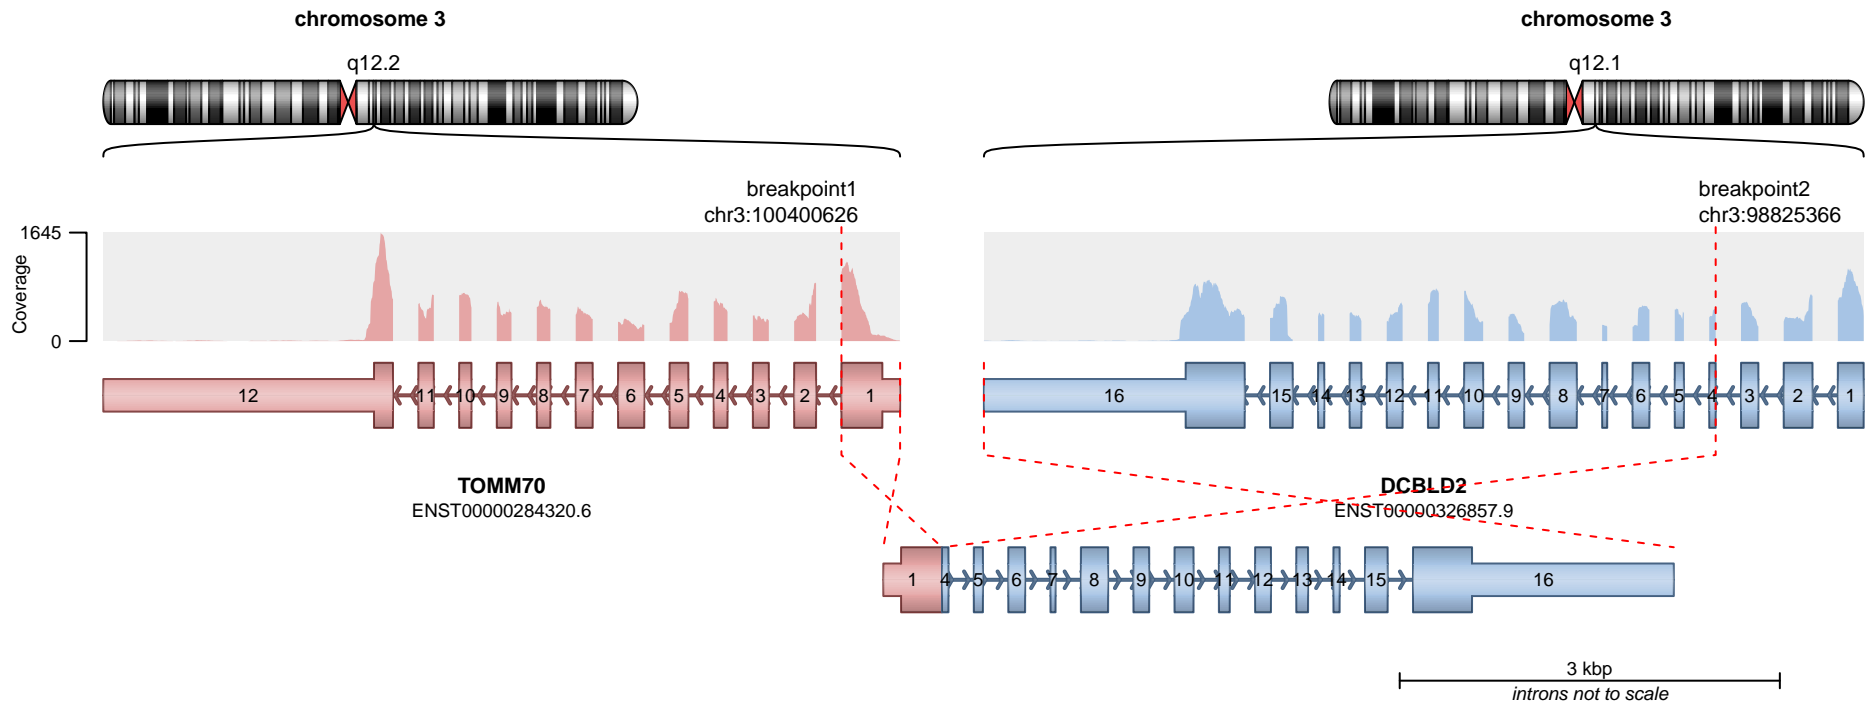 chromosome 3
chromosome 3
q12.2
q12.1
breakpoint1
chr3:100400626
breakpoint2
chr3:98825366
1645
0
Coverage
12 11 10 9 8 7 6 5 4 3 2 1
16 15 14 13 12 11 10 9 8 7 6 5 4 3 2 1
TOMM70
ENST00000284320.6
DCBLD2
ENST00000326857.9
1 4 5 6 7 8 9 10 11 12 13 14 15 16
3 kbp
introns not to scale